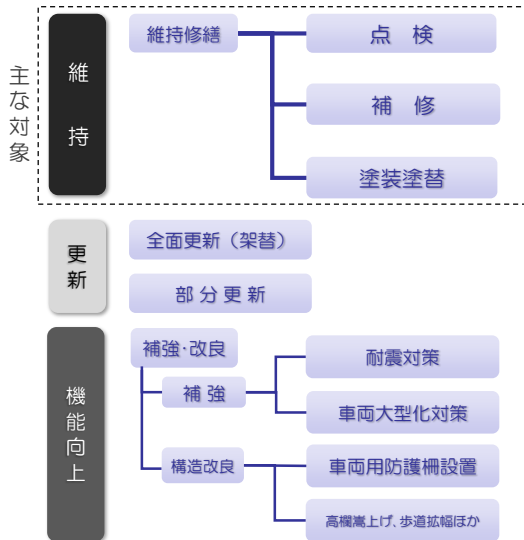 主な対象
維持
維持修繕
点検
補修
塗装塗替
更新
全面更新（架替）
部分更新
機能向上
補強・改良
補強
耐震対策
車両大型化対策
構造改良
車両用防護柵設置
高欄嵩上げ、歩道拡幅ほか